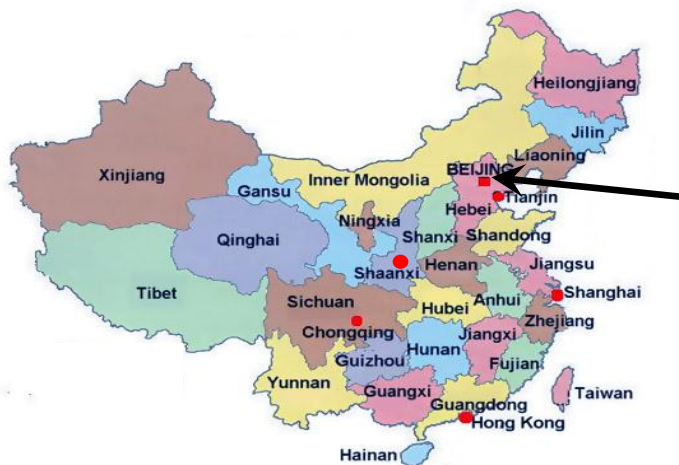 Heilongjiang
Jilin
Liaoning
BEIJING
Xinjiang
Inner Mongolia
Gansu
Tianjin
Hebei
Ningxia
Shanxi
Shandong
Qinghai
Henan
Jiangsu
Shaanxi
Tibet
Shanghai
Sichuan
Anhui
Hubei
Zhejiang
Chongqing
Jiangxi
Hunan
Guizhou
Fujian
Yunnan
Guangxi
Taiwan
Guangdong
Hong Kong
Hainan